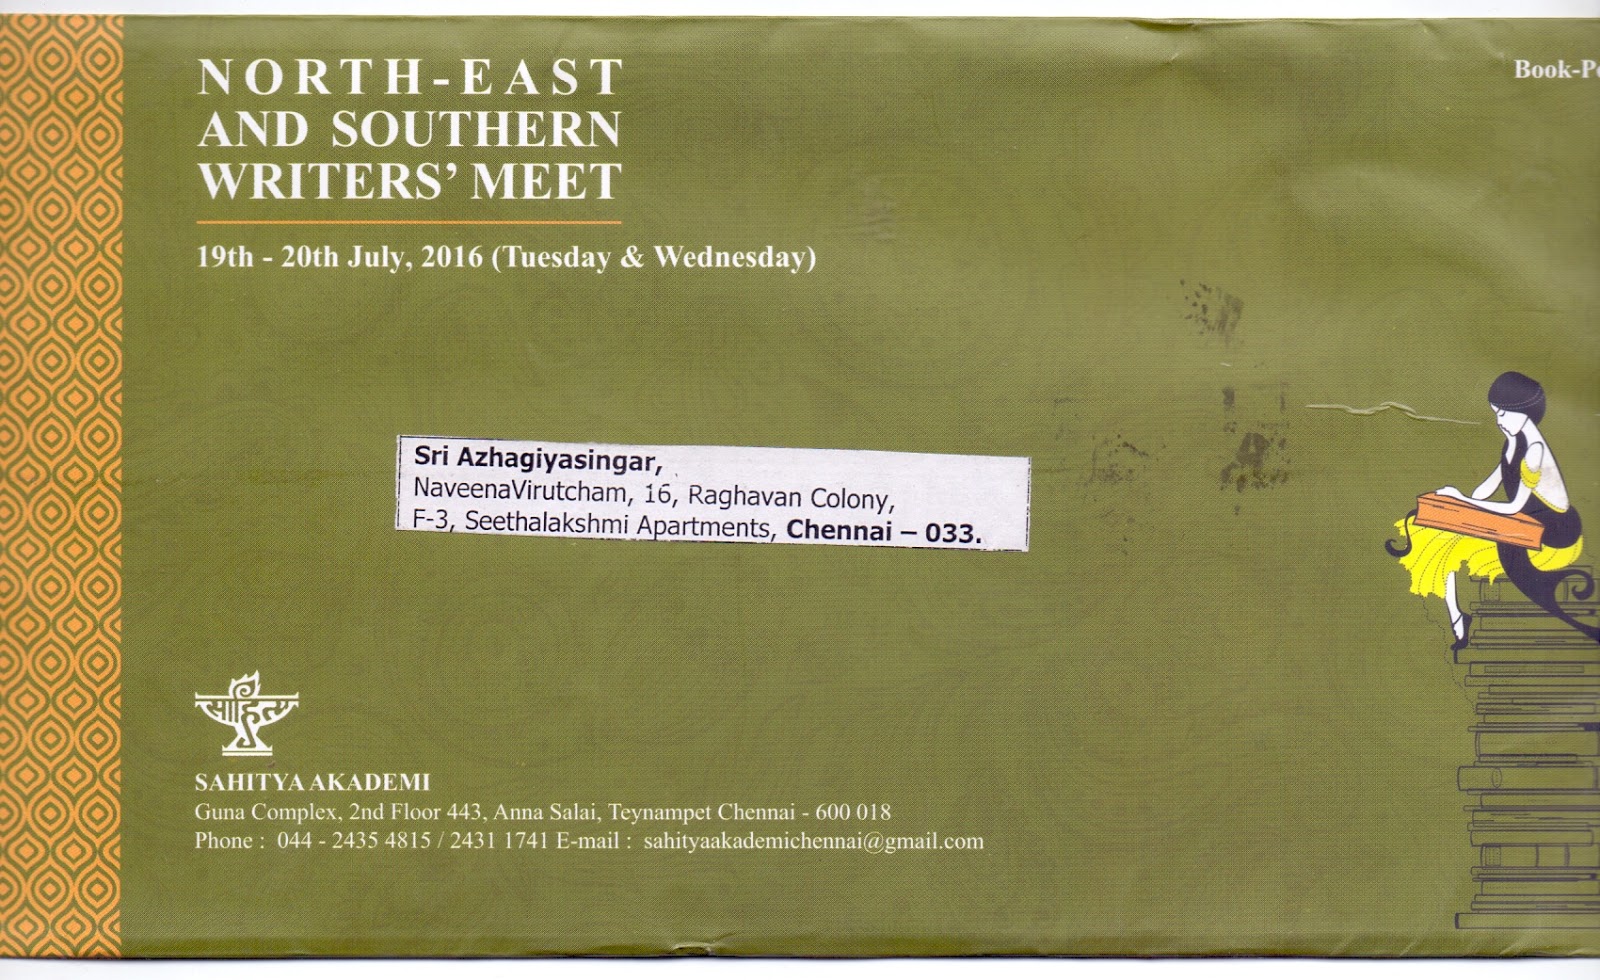 NORTH-EAST
AND SOUTHERN
WRITERS' MEET
19th - 20th July, 2016 (Tuesday & Wednesday)
Book-Po
Sri Azhagiyasingar,
NaveenaVirutcham, 16, Raghavan Colony,
F-3, Seethalakshmi Apartments, Chennai – 033.
साहित्य
SAHITYA AKADEMI
Guna Complex, 2nd Floor 443, Anna Salai, Teynampet Chennai - 600 018
Phone : 044 - 2435 4815 / 2431 1741 E-mail : sahityaakademichennai@gmail.com